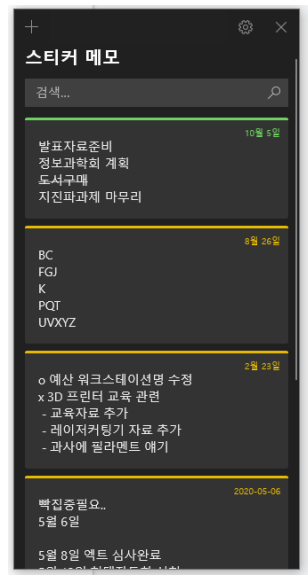 스티커 메모
검색...
10월 5일
발표자료준비
정보과학회 계획
도서구매
지진파과제 마무리
8월 26일
BC
FGJ
K
PQT
UVXYZ
2월 23일
o 예산 워크스테이션명 수정
x 3D 프린터 교육 관련
- 교육자료 추가
- 레이저커팅기 자료 추가
- 과사에 필라멘트 얘기
2020-05-06
빡집중필요..
5월 6일
5월 8일 엑트 심사완료